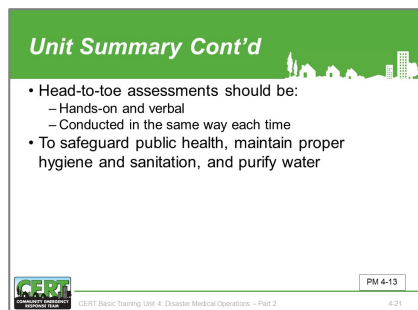 Unit Summary Cont'd
• Head-to-toe assessments should be:
– Hands-on and verbal
– Conducted in the same way each time
• To safeguard public health, maintain proper
hygiene and sanitation, and purify water
PM 4-13
CERT
COMMUNITY EMERGENCY
RESPONSE TEAM
CERT Basic Training Unit 4: Disaster Medical Operations – Part 2
4-21